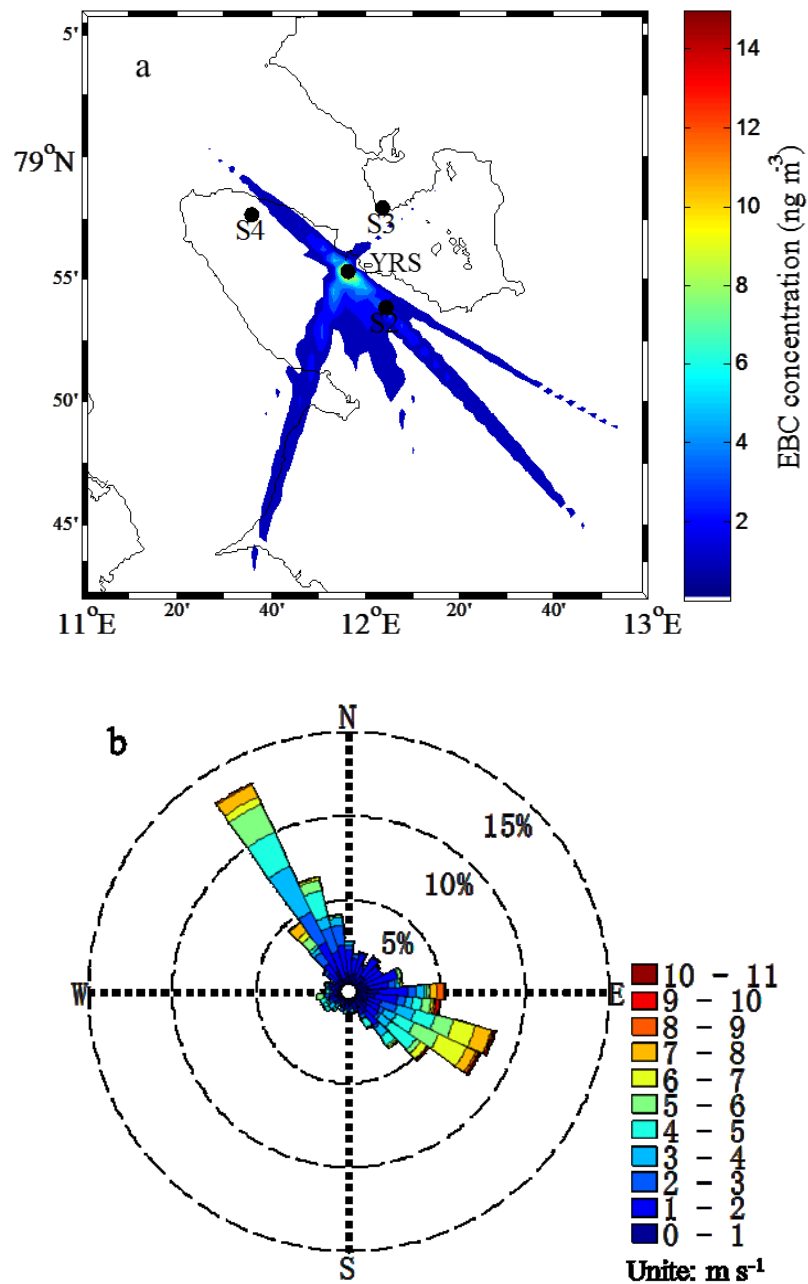 a
5'
79°N
55'
50'
45'
11°E
20'
40'
12°E
20'
40'
13°E
S4
S3
YRS
S2
14
12
10
8
6
4
2
EBC concentration (ng m⁻³)
b
N
15%
10%
5%
W
E
S
10 - 11
9 - 10
8 - 9
7 - 8
6 - 7
5 - 6
4 - 5
3 - 4
2 - 3
1 - 2
0 - 1
Unite: m s⁻¹